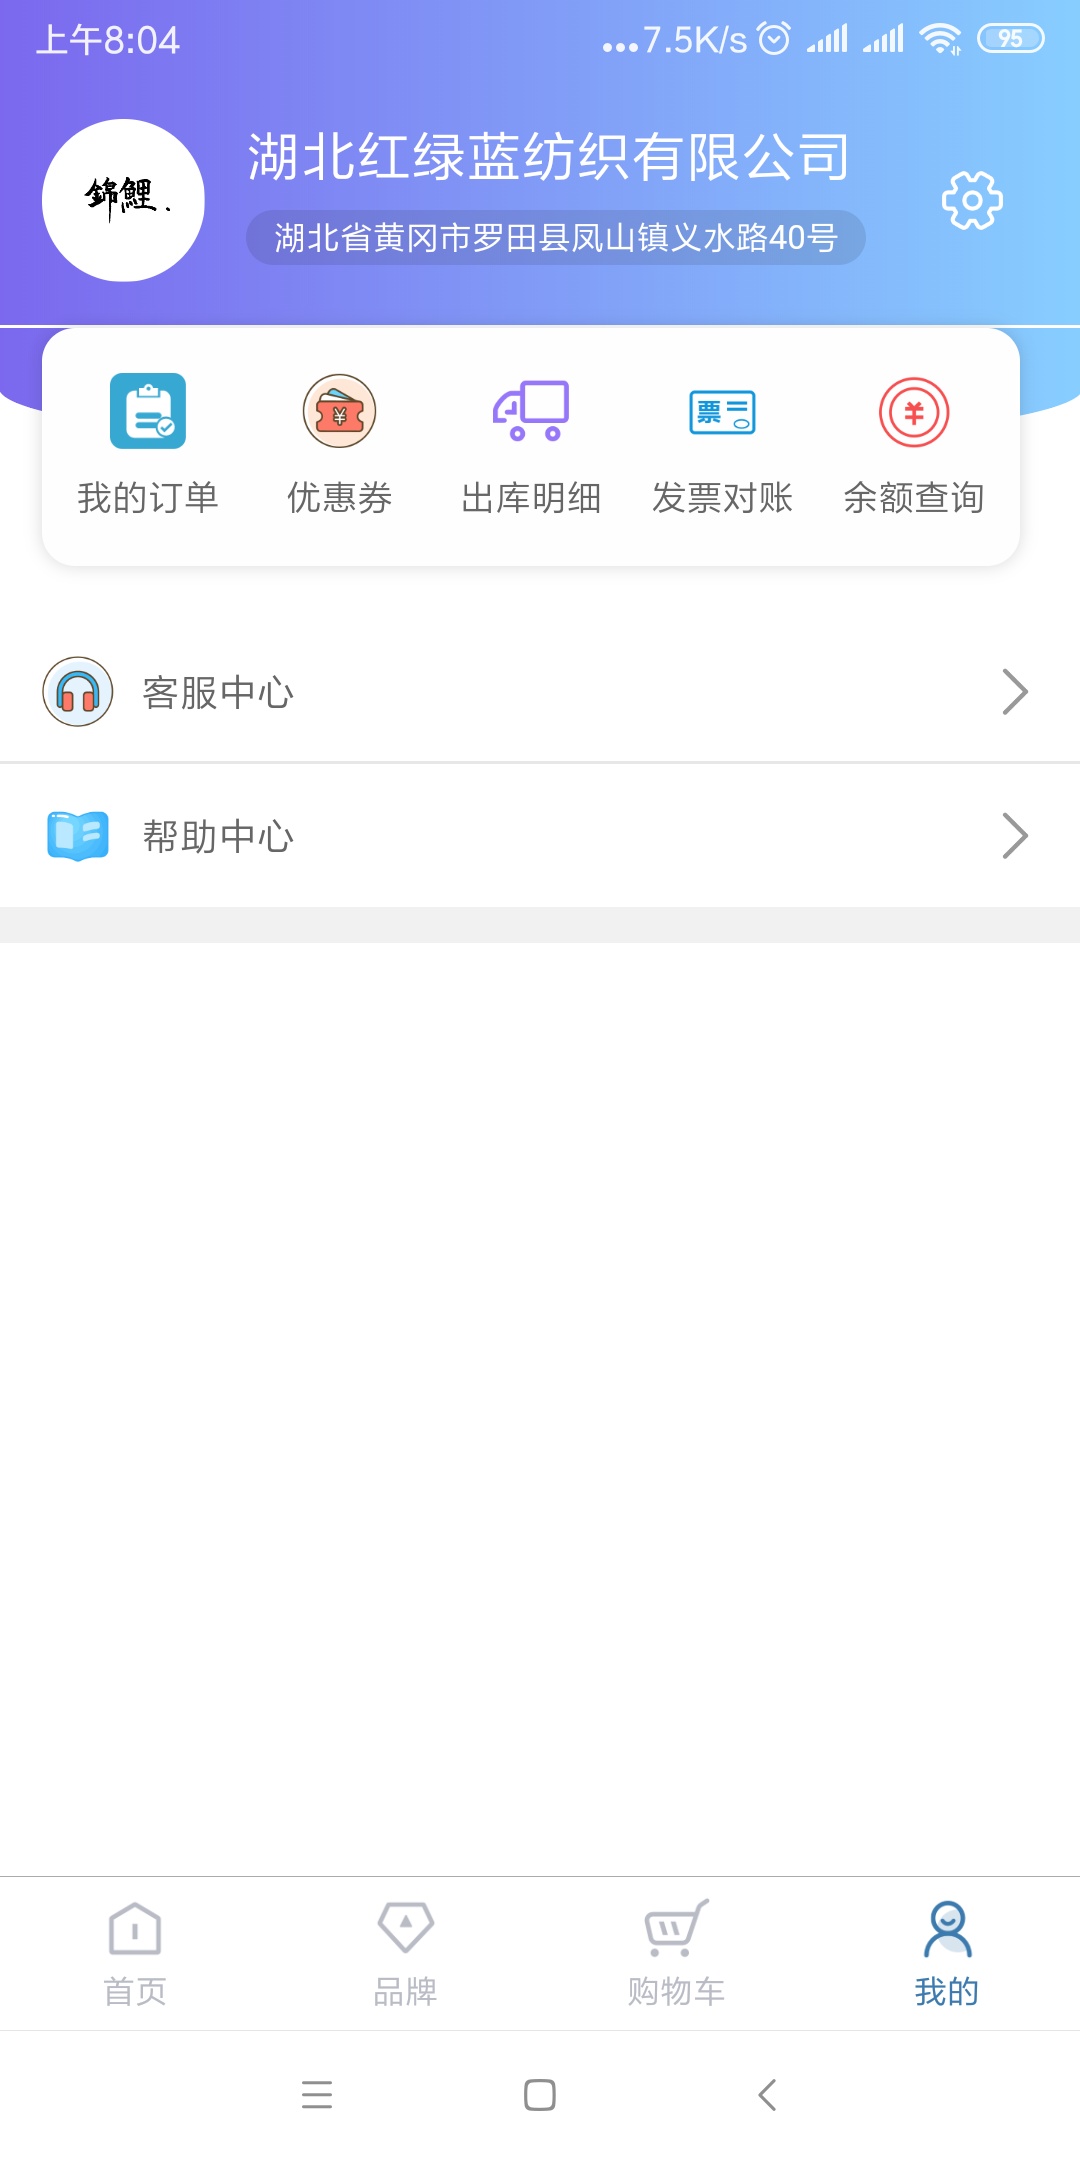 上午8:04
...7.5K/s
95
錦鯉.
湖北红绿蓝纺织有限公司
湖北省黄冈市罗田县凤山镇义水路40号
票
我的订单
优惠券
出库明细
发票对账
余额查询
客服中心
帮助中心
首页
品牌
购物车
我的